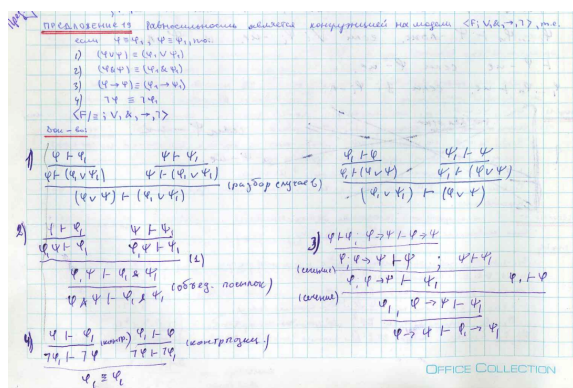 ПРЕДЛОЖЕНИЕ 19 Равносильность является конгруэнцией на модели <F; V, &, →, ⅂>, т.е.
если φ ≡ φ₁, ψ ≡ ψ₁, то:
1) (φ∨ψ) ≡ (φ₁∨ψ₁)
2) (φ&ψ) ≡ (φ₁&ψ₁)
3) (φ→ψ) ≡ (φ₁→ψ₁)
4) ⅂φ ≡ ⅂φ₁
<F/≡; V, &, →, ⅂>
Док-во:
1) φ ⊢ φ₁ ψ ⊢ ψ₁ φ₁ ⊢ φ ψ₁ ⊢ ψ
φ ⊢ (φ₁∨ψ₁) ψ ⊢ (φ₁∨ψ₁) (разбор случаев) φ₁ ⊢ (φ∨ψ) ψ₁ ⊢ (φ∨ψ)
(φ∨ψ) ⊢ (φ₁∨ψ₁) (φ₁∨ψ₁) ⊢ (φ∨ψ)
2) φ ⊢ φ₁ ψ ⊢ ψ₁
φ,ψ ⊢ φ₁ φ,ψ ⊢ ψ₁ (1)
φ,ψ ⊢ φ₁&ψ₁ (объед. посылок)
φ&ψ ⊢ φ₁&ψ₁
3) φ ⊢ φ; φ→ψ ⊢ φ→ψ
(сечение) φ, φ→ψ ⊢ ψ ; ψ ⊢ ψ₁
(сечение) φ, φ→ψ ⊢ ψ₁ φ₁ ⊢ φ
φ₁, φ→ψ ⊢ ψ₁
φ→ψ ⊢ φ₁→ψ₁
4) φ ⊢ φ₁ (контр.) φ₁ ⊢ φ (контрпозиц.)
⅂φ₁ ⊢ ⅂φ ⅂φ ⊢ ⅂φ₁
φ₁ ≡ φ₁
OFFICE COLLECTION